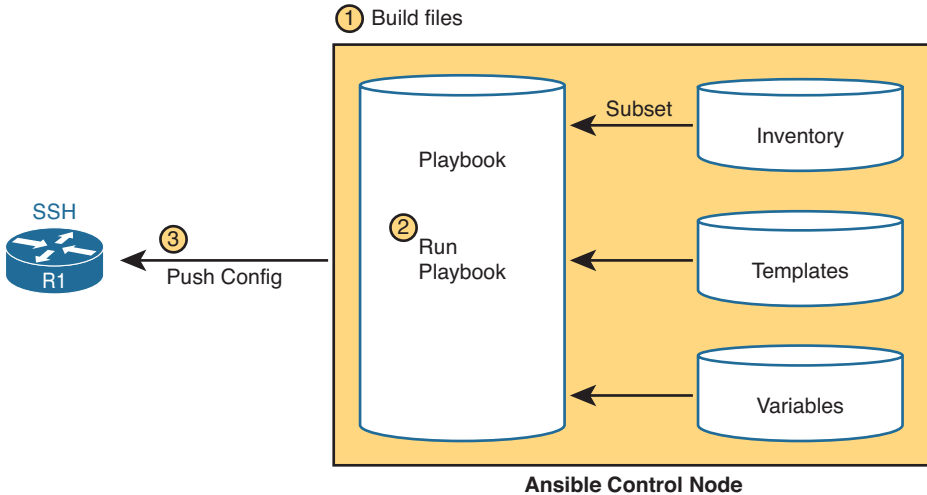 1 Build files
Subset
Inventory
Playbook
SSH
R1
3
Push Config
2
Run
Playbook
Templates
Variables
Ansible Control Node